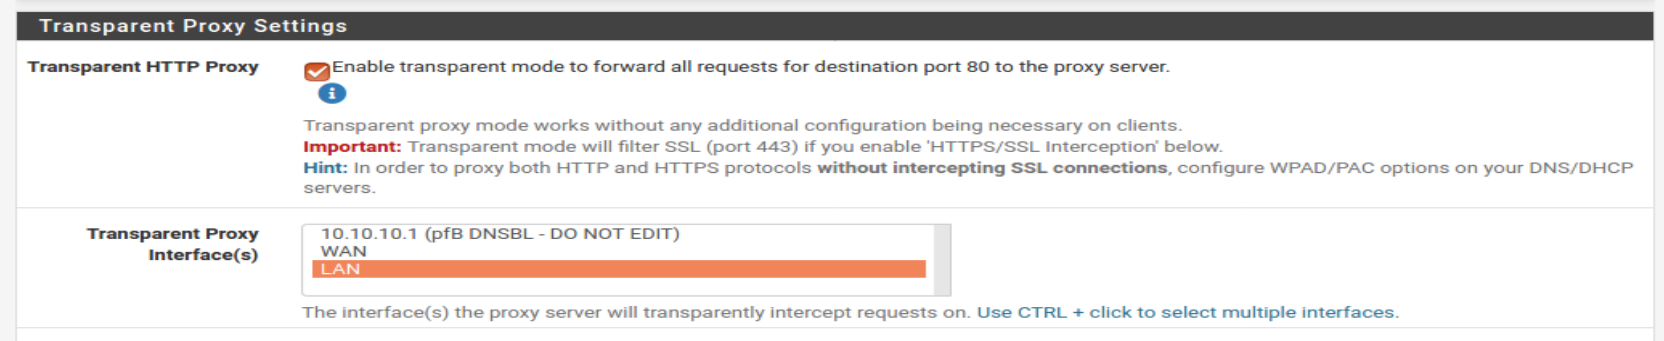 Transparent Proxy Settings
Transparent HTTP Proxy
Enable transparent mode to forward all requests for destination port 80 to the proxy server.
i
Transparent proxy mode works without any additional configuration being necessary on clients.
Important: Transparent mode will filter SSL (port 443) if you enable 'HTTPS/SSL Interception' below.
Hint: In order to proxy both HTTP and HTTPS protocols without intercepting SSL connections, configure WPAD/PAC options on your DNS/DHCP
servers.
Transparent Proxy
Interface(s)
10.10.10.1 (pfB DNSBL - DO NOT EDIT)
WAN
LAN
The interface(s) the proxy server will transparently intercept requests on. Use CTRL + click to select multiple interfaces.